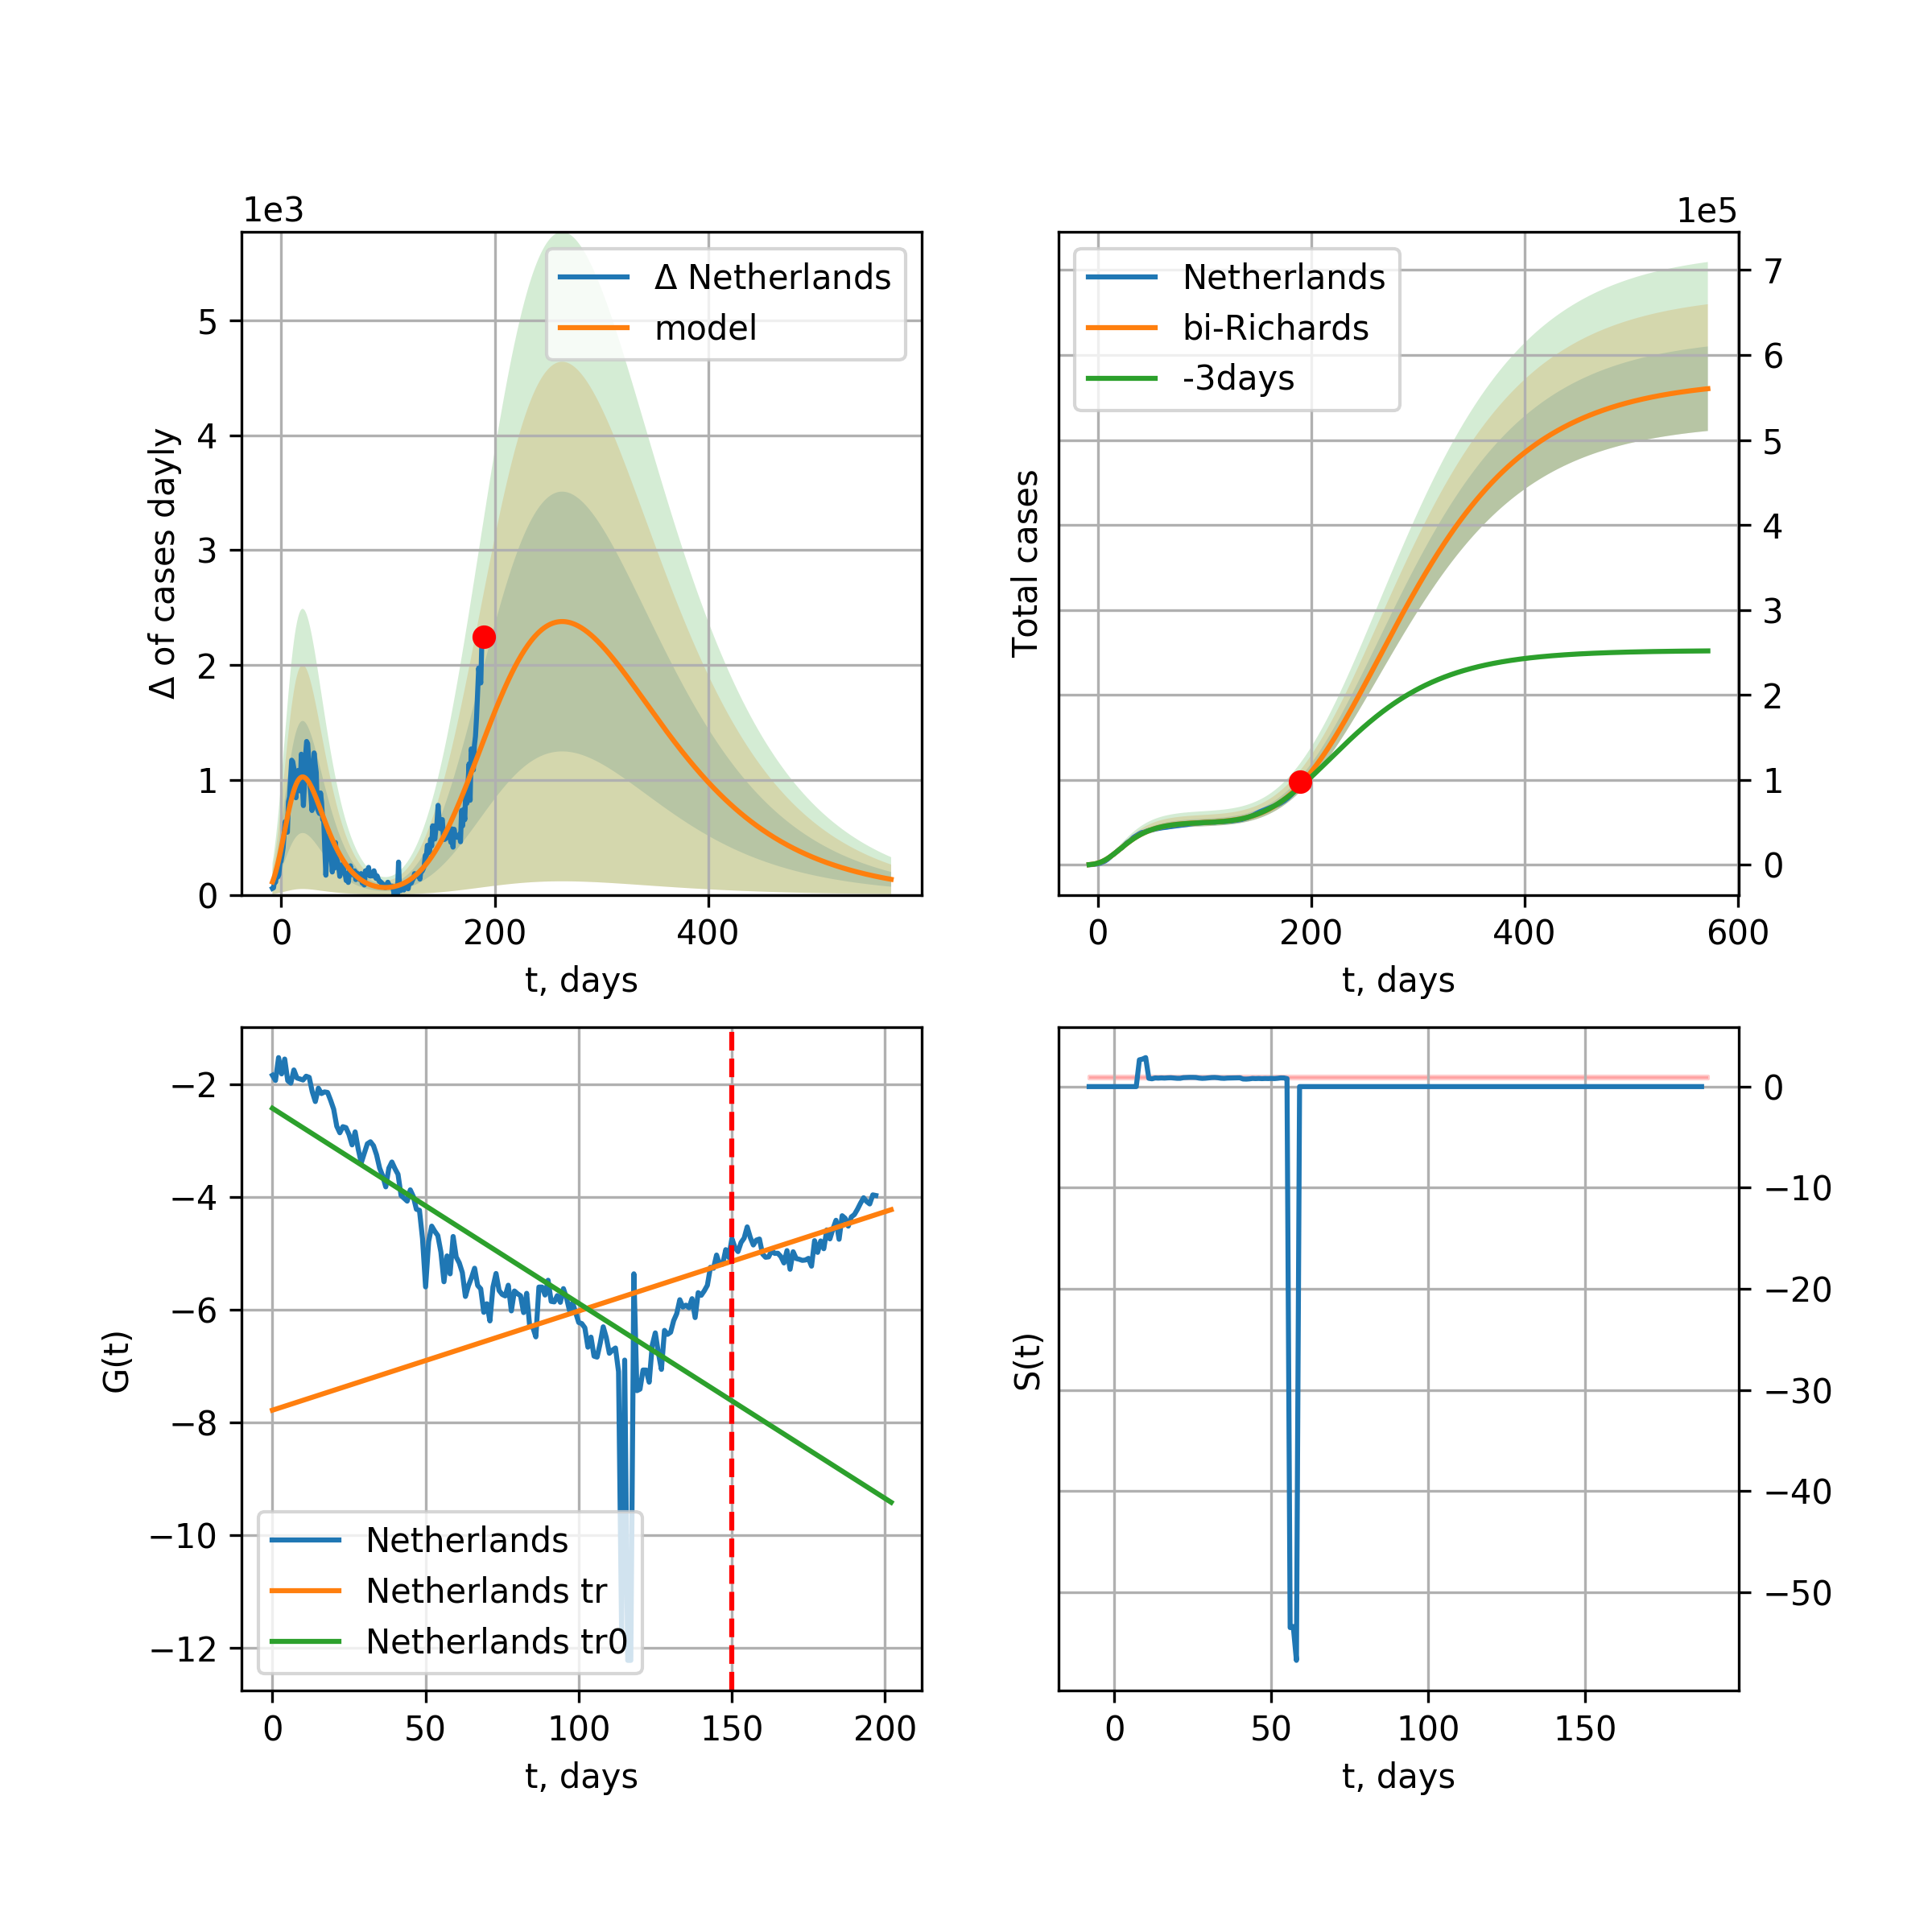 1e3
Δ of cases dayly
5
4
3
2
1
0
Δ Netherlands
model
0 200 400
t, days
1e5
Total cases
Netherlands
bi-Richards
-3days
7
6
5
4
3
2
1
0
0 200 400 600
t, days
G(t)
−2
−4
−6
−8
−10
−12
Netherlands
Netherlands tr
Netherlands tr0
0 50 100 150 200
t, days
S(t)
0
−10
−20
−30
−40
−50
0 50 100 150
t, days